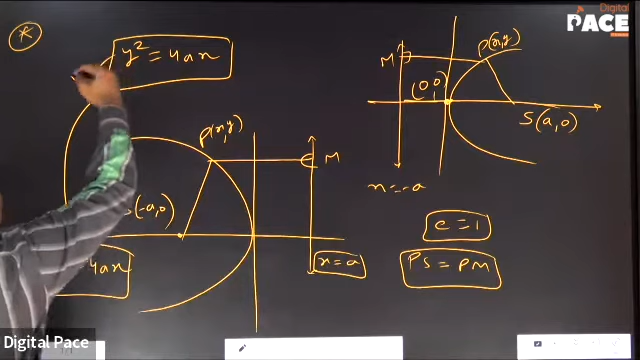 Digital
PACE
y² = 4ax
M
P(x,y)
(0,0)
S(a,0)
x=-a
P(x,y)
M
(-a,0)
e=1
x=a
PS=PM
4ax
Digital Pace